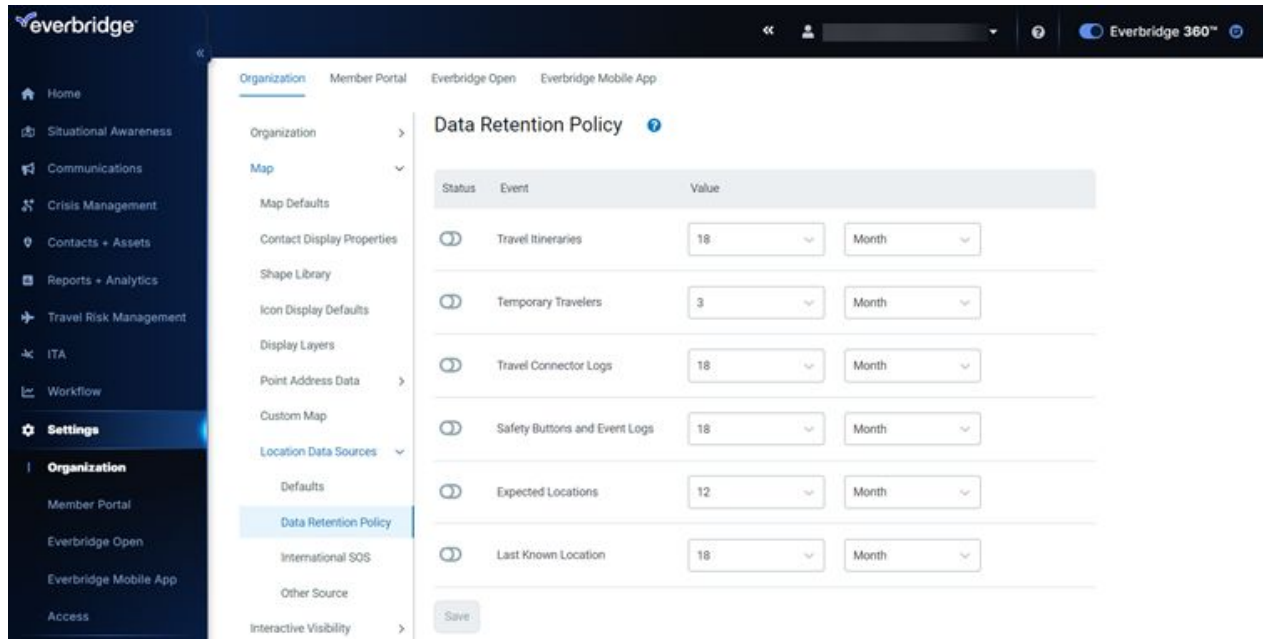 everbridge
Everbridge 360™
Home
Situational Awareness
Communications
Crisis Management
Contacts + Assets
Reports + Analytics
Travel Risk Management
ITA
Workflow
Settings
Organization
Member Portal
Everbridge Open
Everbridge Mobile App
Access
Organization Member Portal Everbridge Open Everbridge Mobile App
Organization
Map
Map Defaults
Contact Display Properties
Shape Library
Icon Display Defaults
Display Layers
Point Address Data
Custom Map
Location Data Sources
Defaults
Data Retention Policy
International SOS
Other Source
Interactive Visibility
Data Retention Policy
Status Event Value
Travel Itineraries 18 Month
Temporary Travelers 3 Month
Travel Connector Logs 18 Month
Safety Buttons and Event Logs 18 Month
Expected Locations 12 Month
Last Known Location 18 Month
Save